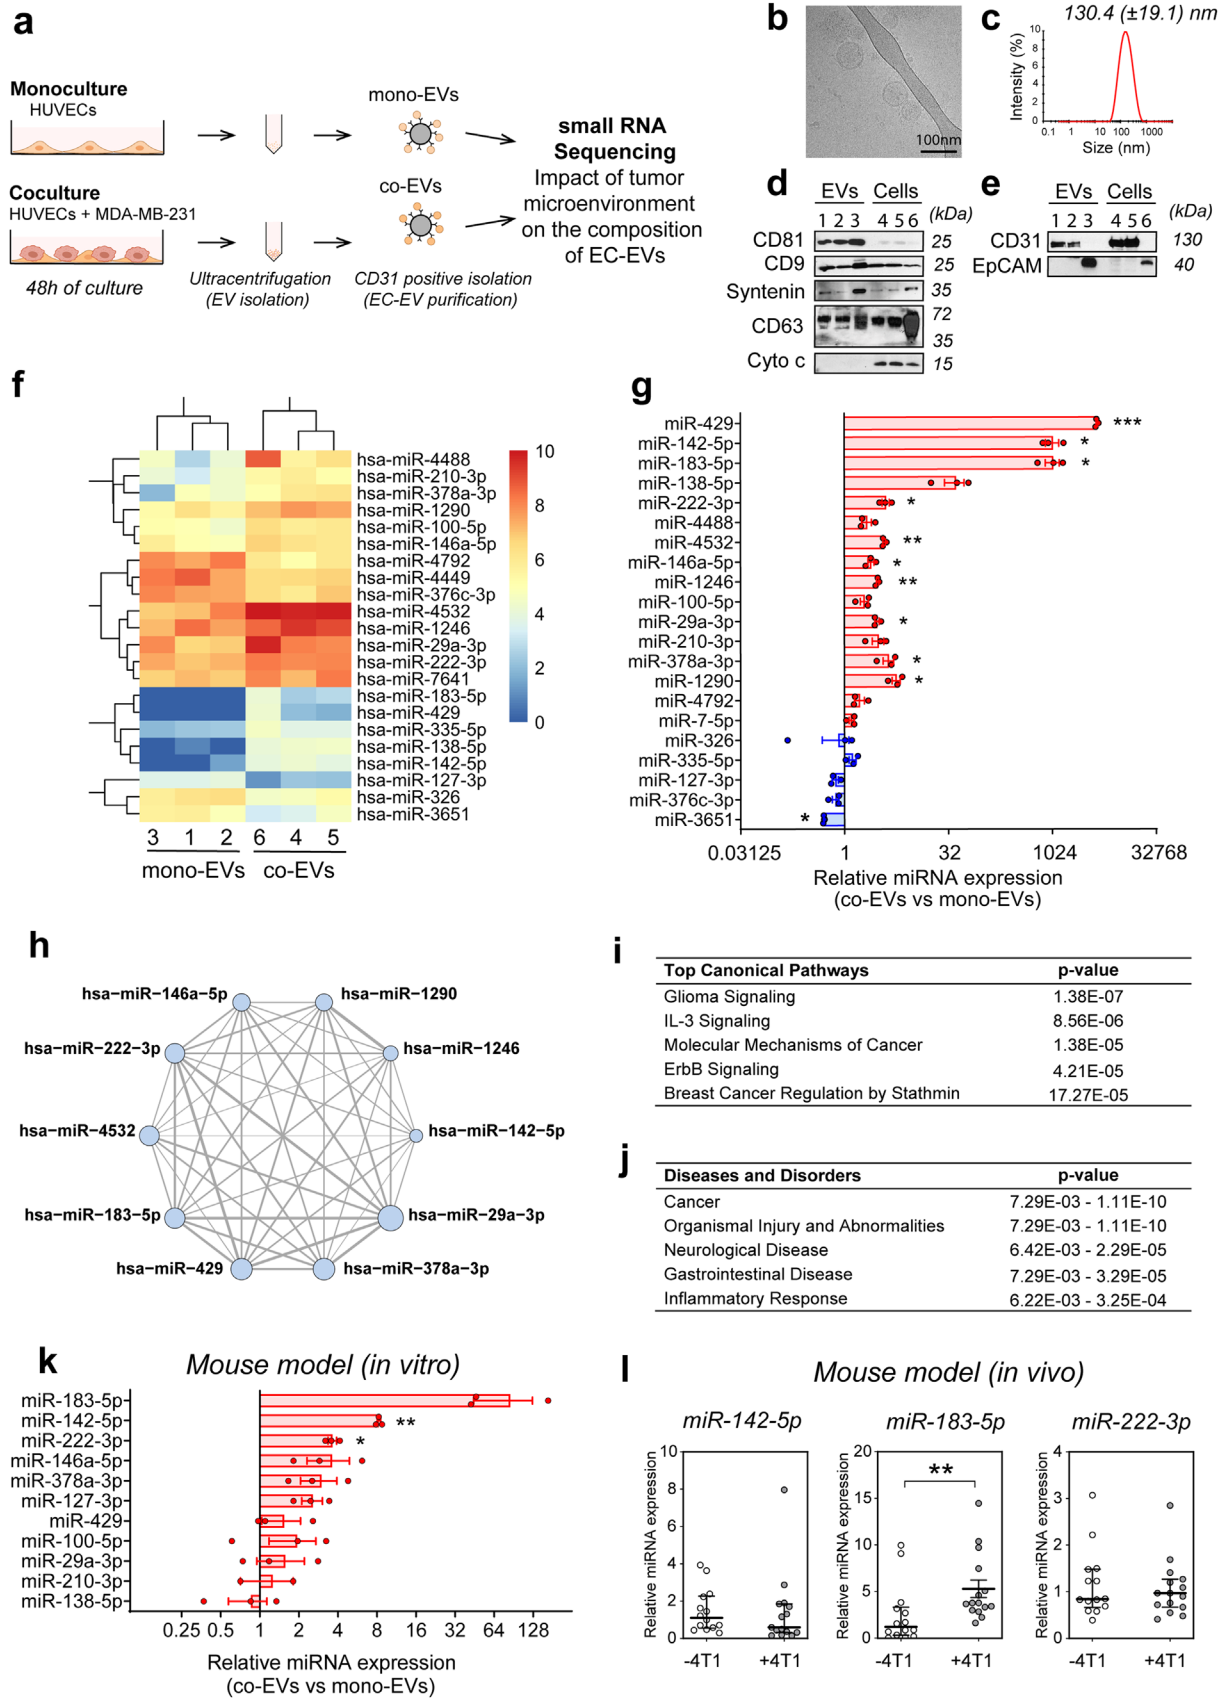 a
Monoculture
HUVECs
Coculture
HUVECs + MDA-MB-231
48h of culture
Ultracentrifugation
(EV isolation)
mono-EVs
co-EVs
CD31 positive isolation
(EC-EV purification)
small RNA
Sequencing
Impact of tumor
microenvironment
on the composition
of EC-EVs
b
100nm
c
130.4 (±19.1) nm
Intensity (%)
10
8
6
4
2
0
0.1 1 10 100 1000
Size (nm)
d
EVs Cells
1 2 3 4 5 6 (kDa)
CD81 25
CD9 25
Syntenin 35
CD63 72
35
Cyto c 15
e
EVs Cells
1 2 3 4 5 6 (kDa)
CD31 130
EpCAM 40
f
hsa-miR-4488
hsa-miR-210-3p
hsa-miR-378a-3p
hsa-miR-1290
hsa-miR-100-5p
hsa-miR-146a-5p
hsa-miR-4792
hsa-miR-4449
hsa-miR-376c-3p
hsa-miR-4532
hsa-miR-1246
hsa-miR-29a-3p
hsa-miR-222-3p
hsa-miR-7641
hsa-miR-183-5p
hsa-miR-429
hsa-miR-335-5p
hsa-miR-138-5p
hsa-miR-142-5p
hsa-miR-127-3p
hsa-miR-326
hsa-miR-3651
10
8
6
4
2
0
3 1 2 6 4 5
mono-EVs co-EVs
g
miR-429 ***
miR-142-5p *
miR-183-5p *
miR-138-5p
miR-222-3p *
miR-4488
miR-4532 **
miR-146a-5p *
miR-1246 **
miR-100-5p
miR-29a-3p *
miR-210-3p
miR-378a-3p *
miR-1290 *
miR-4792
miR-7-5p
miR-326
miR-335-5p
miR-127-3p
miR-376c-3p
miR-3651 *
0.03125 1 32 1024 32768
Relative miRNA expression
(co-EVs vs mono-EVs)
h
hsa−miR−146a-5p
hsa−miR−1290
hsa−miR−222-3p
hsa−miR−1246
hsa−miR−4532
hsa−miR−142-5p
hsa−miR−183-5p
hsa−miR−29a-3p
hsa−miR−429
hsa−miR−378a-3p
i
Top Canonical Pathways p-value
Glioma Signaling 1.38E-07
IL-3 Signaling 8.56E-06
Molecular Mechanisms of Cancer 1.38E-05
ErbB Signaling 4.21E-05
Breast Cancer Regulation by Stathmin 17.27E-05
j
Diseases and Disorders p-value
Cancer 7.29E-03 - 1.11E-10
Organismal Injury and Abnormalities 7.29E-03 - 1.11E-10
Neurological Disease 6.42E-03 - 2.29E-05
Gastrointestinal Disease 7.29E-03 - 3.29E-05
Inflammatory Response 6.22E-03 - 3.25E-04
k
Mouse model (in vitro)
miR-183-5p
miR-142-5p **
miR-222-3p *
miR-146a-5p
miR-378a-3p
miR-127-3p
miR-429
miR-100-5p
miR-29a-3p
miR-210-3p
miR-138-5p
0.25 0.5 1 2 4 8 16 32 64 128
Relative miRNA expression
(co-EVs vs mono-EVs)
l
Mouse model (in vivo)
miR-142-5p
Relative miRNA expression
10
8
6
4
2
0
-4T1 +4T1
miR-183-5p
Relative miRNA expression
20
15
10
5
0
**
-4T1 +4T1
miR-222-3p
Relative miRNA expression
4
3
2
1
0
-4T1 +4T1